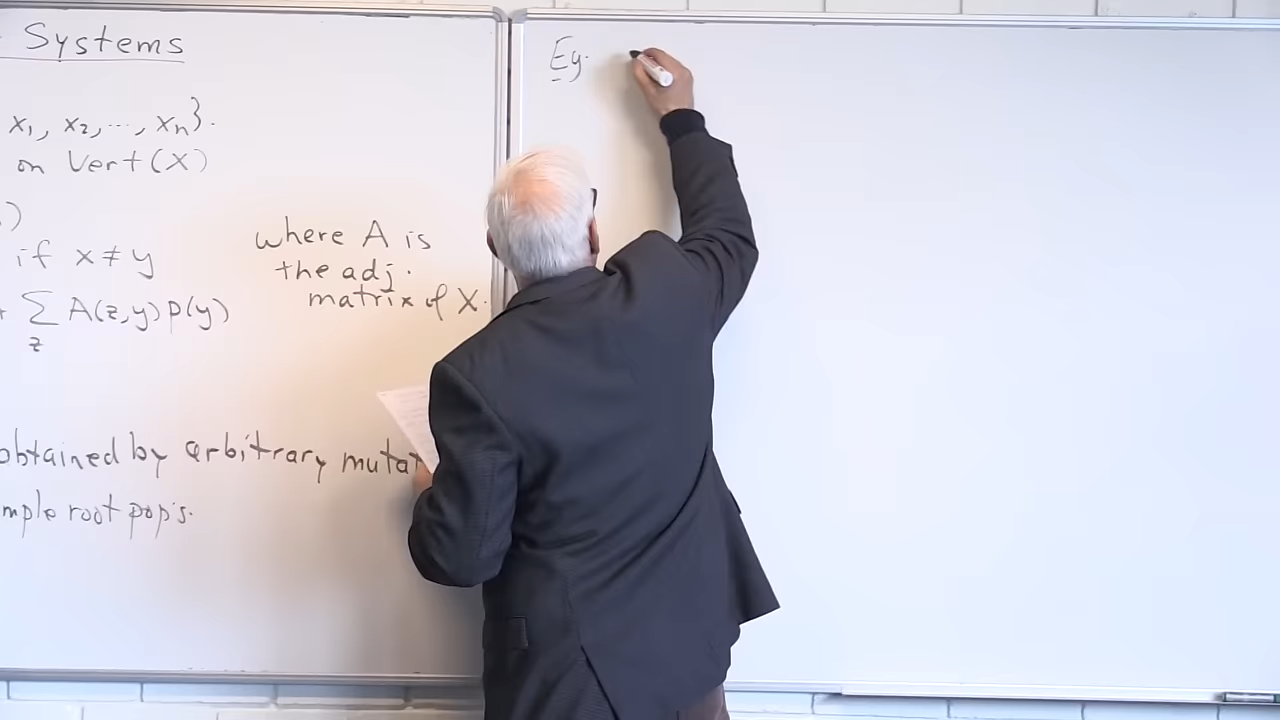 Systems
x₁, x₂, ..., xₙ}.
on Vert(X)
)
if x ≠ y
∑ A(z,y) p(y)
z
where A is
the adj.
matrix of X.
obtained by arbitrary mutat
mple root pop's.
Eg.